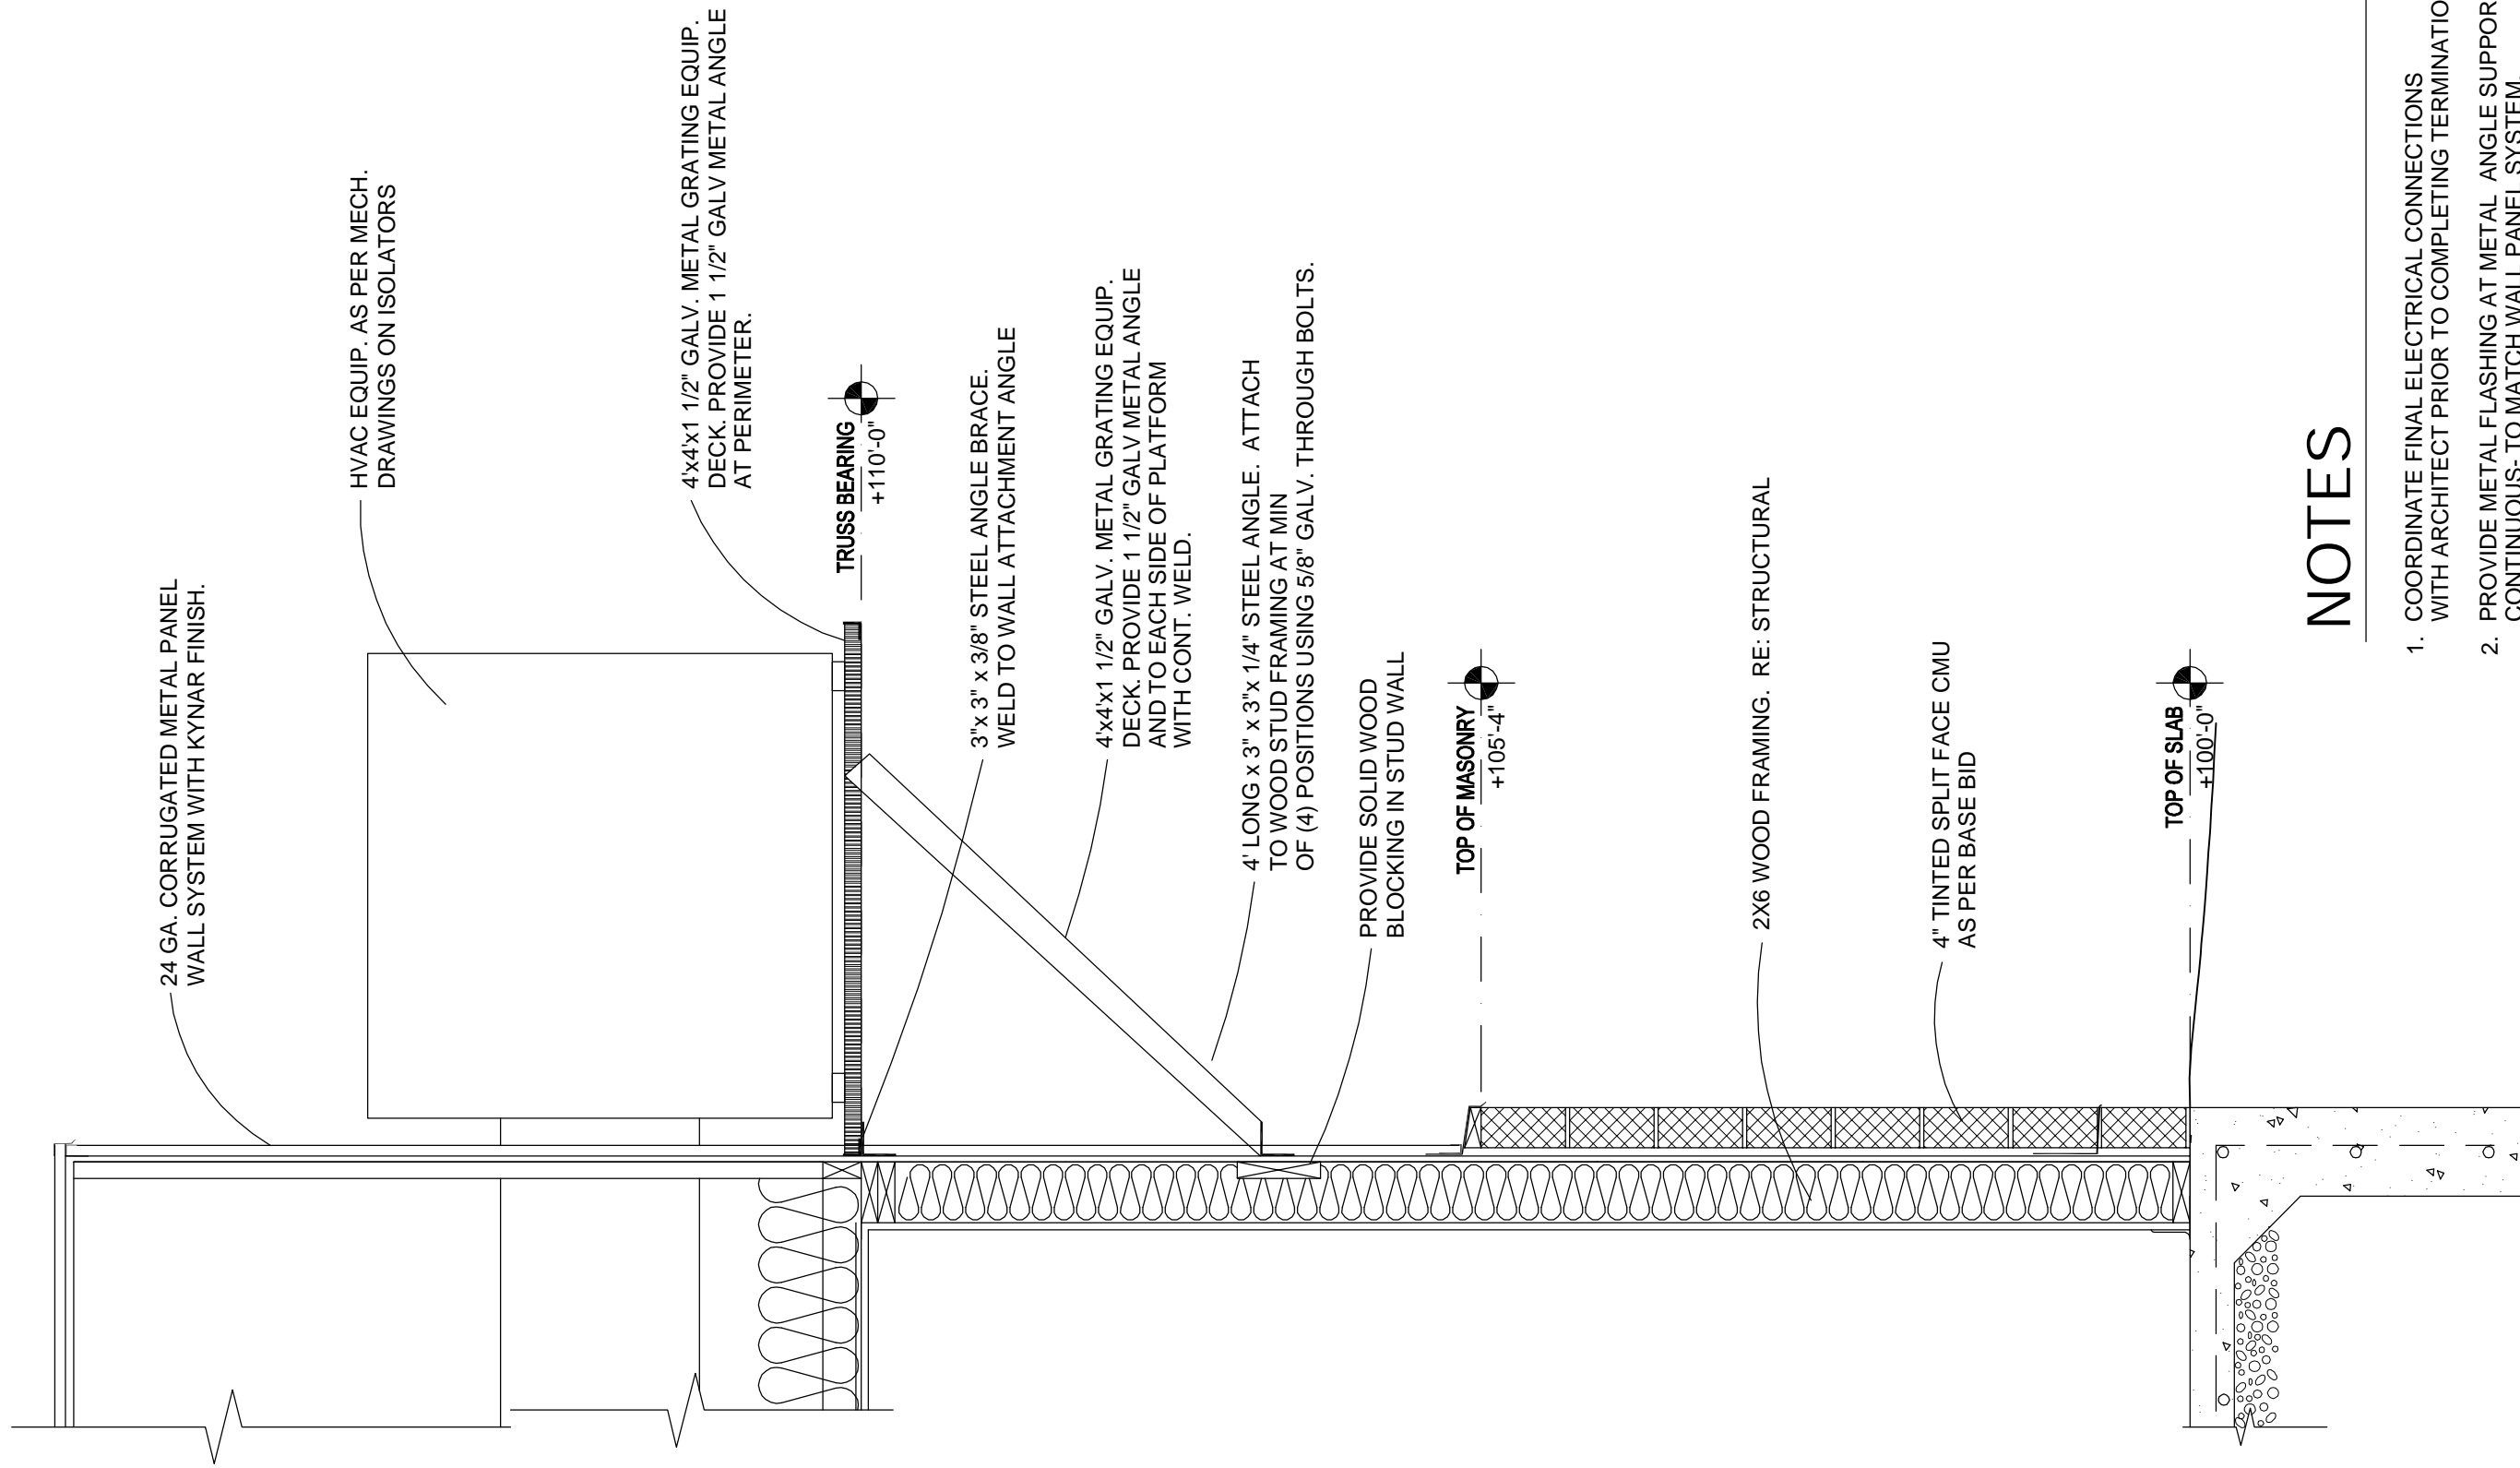 24 GA. CORRUGATED METAL PANEL
WALL SYSTEM WITH KYNAR FINISH.
HVAC EQUIP. AS PER MECH.
DRAWINGS ON ISOLATORS
4'x4'x1 1/2" GALV. METAL GRATING EQUIP.
DECK. PROVIDE 1 1/2" GALV METAL ANGLE
AT PERIMETER.
TRUSS BEARING
+110'-0"
3"x 3" x 3/8" STEEL ANGLE BRACE.
WELD TO WALL ATTACHMENT ANGLE
4'x4'x1 1/2" GALV. METAL GRATING EQUIP.
DECK. PROVIDE 1 1/2" GALV METAL ANGLE
AND TO EACH SIDE OF PLATFORM
WITH CONT. WELD.
4' LONG x 3" x 3"x 1/4" STEEL ANGLE. ATTACH
TO WOOD STUD FRAMING AT MIN
OF (4) POSITIONS USING 5/8" GALV. THROUGH BOLTS.
PROVIDE SOLID WOOD
BLOCKING IN STUD WALL
TOP OF MASONRY
+105'-4"
2X6 WOOD FRAMING. RE: STRUCTURAL
4" TINTED SPLIT FACE CMU
AS PER BASE BID
TOP OF SLAB
+100'-0"
NOTES
1. COORDINATE FINAL ELECTRICAL CONNECTIONS
WITH ARCHITECT PRIOR TO COMPLETING TERMINATIO
2. PROVIDE METAL FLASHING AT METAL ANGLE SUPPOR
CONTINUOUS- TO MATCH WALL PANEL SYSTEM